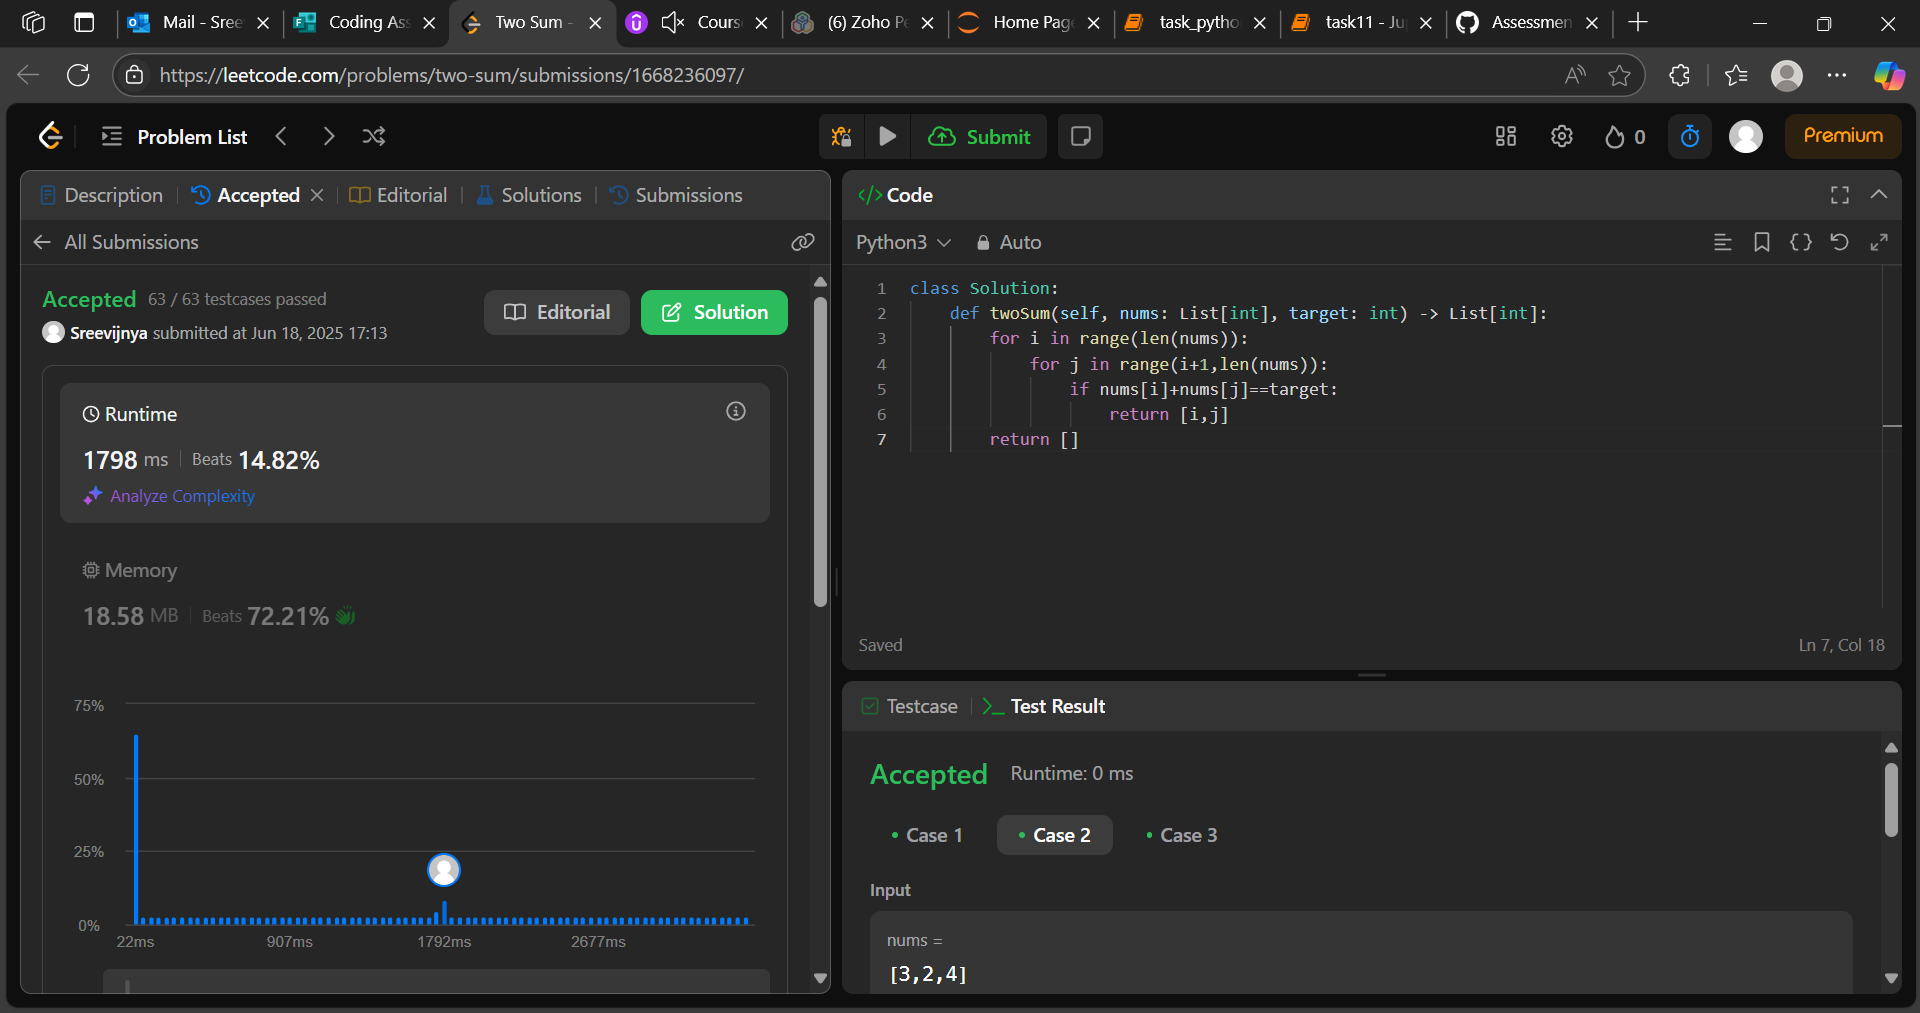 Mail - Sree
Coding Ass
Two Sum -
Cours
(6) Zoho Pe
Home Page
task_pytho
task11 - Ju
Assessmen
https://leetcode.com/problems/two-sum/submissions/1668236097/
Problem List
Submit
0
Premium
Description
Accepted
Editorial
Solutions
Submissions
All Submissions
Accepted 63 / 63 testcases passed
Sreevijnya submitted at Jun 18, 2025 17:13
Editorial
Solution
Runtime
1798 ms Beats 14.82%
Analyze Complexity
Memory
18.58 MB Beats 72.21%
75%
50%
25%
0%
22ms 907ms 1792ms 2677ms
</> Code
Python3 Auto
1 class Solution:
2 def twoSum(self, nums: List[int], target: int) -> List[int]:
3 for i in range(len(nums)):
4 for j in range(i+1,len(nums)):
5 if nums[i]+nums[j]==target:
6 return [i,j]
7 return []
Saved
Ln 7, Col 18
Testcase
>_ Test Result
Accepted Runtime: 0 ms
• Case 1 • Case 2 • Case 3
Input
nums =
[3,2,4]